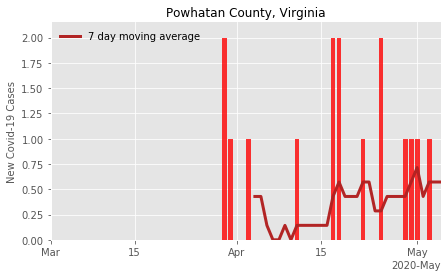 Powhatan County, Virginia
7 day moving average
New Covid-19 Cases
2.00
1.75
1.50
1.25
1.00
0.75
0.50
0.25
0.00
Mar
15
Apr
15
May
2020-May